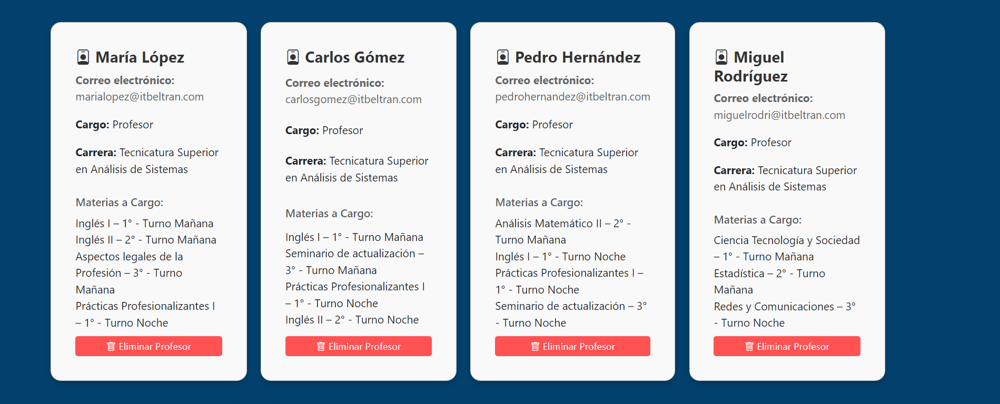 María López
Correo electrónico:
marialopez@itbeltran.com
Cargo: Profesor
Carrera: Tecnicatura Superior
en Análisis de Sistemas
Materias a Cargo:
Inglés I – 1° - Turno Mañana
Inglés II – 2° - Turno Mañana
Aspectos legales de la
Profesión – 3° - Turno
Mañana
Prácticas Profesionalizantes I
– 1° - Turno Noche
Eliminar Profesor
Carlos Gómez
Correo electrónico:
carlosgomez@itbeltran.com
Cargo: Profesor
Carrera: Tecnicatura Superior
en Análisis de Sistemas
Materias a Cargo:
Inglés I – 1° - Turno Mañana
Seminario de actualización –
3° - Turno Mañana
Prácticas Profesionalizantes I
– 1° - Turno Noche
Inglés II – 2° - Turno Noche
Eliminar Profesor
Pedro Hernández
Correo electrónico:
pedrohernandez@itbeltran.com
Cargo: Profesor
Carrera: Tecnicatura Superior
en Análisis de Sistemas
Materias a Cargo:
Análisis Matemático II – 2° -
Turno Mañana
Inglés I – 1° - Turno Noche
Prácticas Profesionalizantes I –
1° - Turno Noche
Seminario de actualización – 3°
- Turno Noche
Eliminar Profesor
Miguel
Rodríguez
Correo electrónico:
miguelrodri@itbeltran.com
Cargo: Profesor
Carrera: Tecnicatura Superior
en Análisis de Sistemas
Materias a Cargo:
Ciencia Tecnología y Sociedad
– 1° - Turno Mañana
Estadística – 2° - Turno
Mañana
Redes y Comunicaciones – 3°
- Turno Noche
Eliminar Profesor